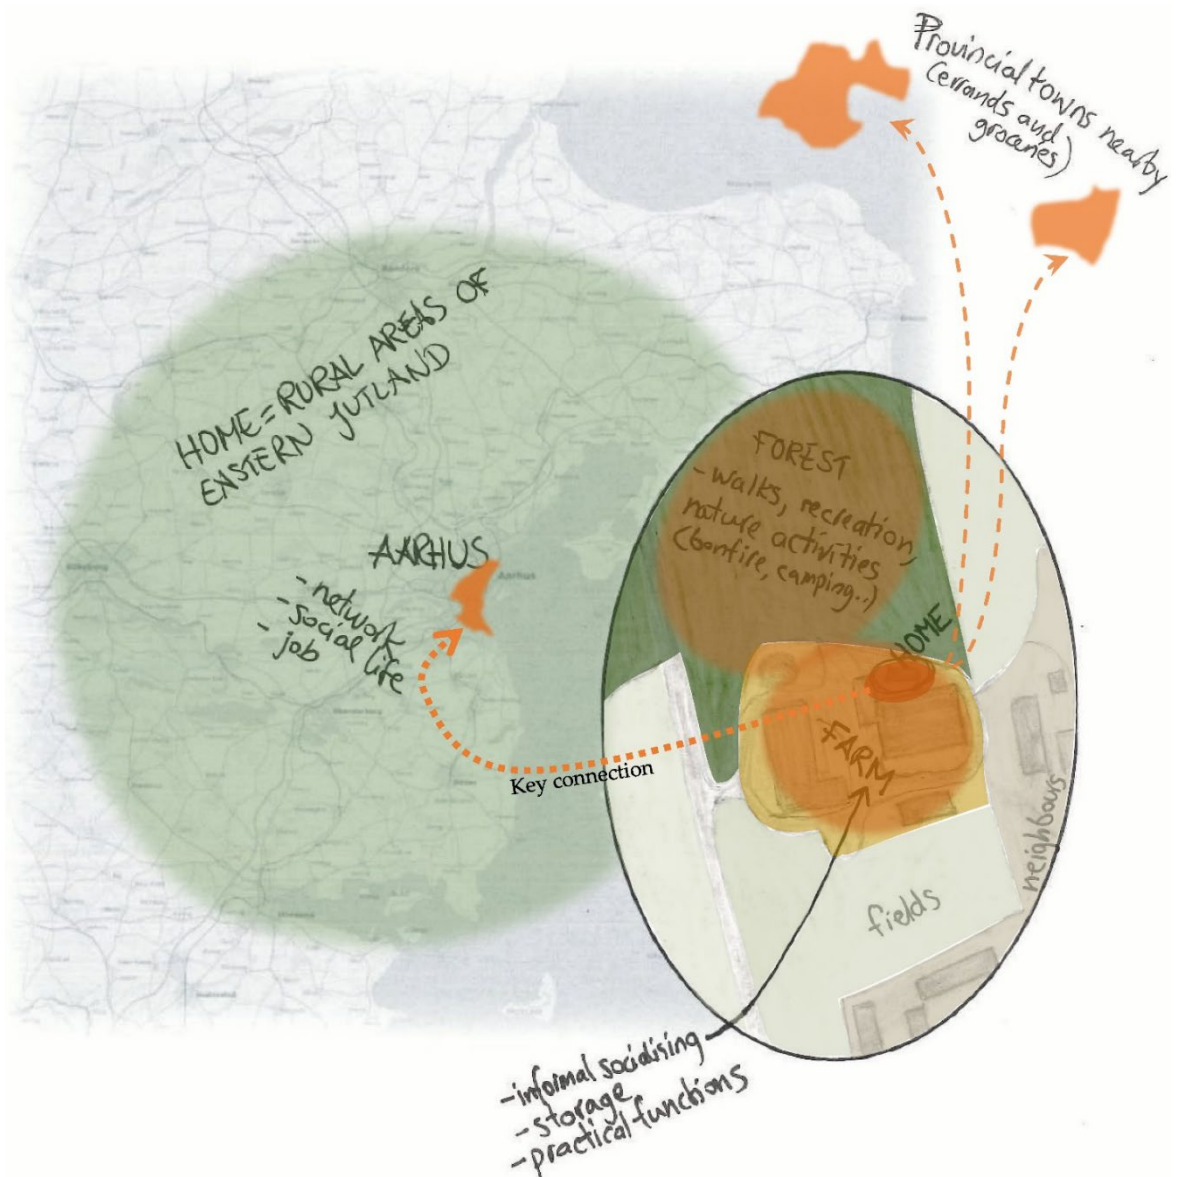 Provincial towns nearby
(errands and
groceries)
HOME = RURAL AREAS OF
EASTERN JUTLAND
AARHUS
- network
- social life
- job
Aarhus
Key connection
FOREST
- walks, recreation,
nature activities
(bonfire, camping..)
HOME
FARM
neighbours
fields
- informal socialising
- storage
- practical functions